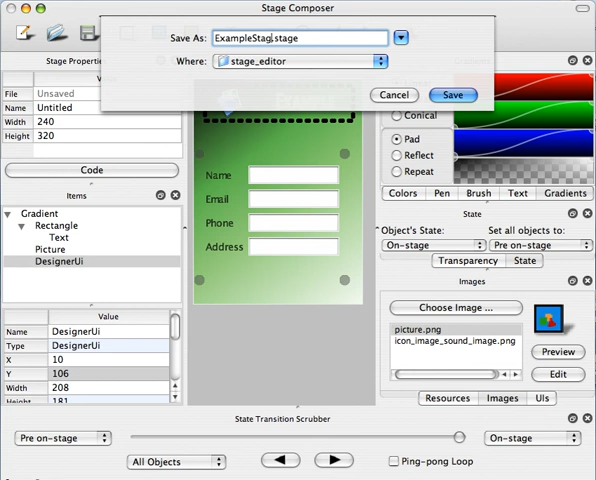 Stage Composer
Save As: ExampleStag.stage
Where: stage_editor
Cancel
Save
Stage Properti
File Unsaved
Name Untitled
Width 240
Height 320
Code
Items
Gradient
Rectangle
Text
Picture
DesignerUi
Value
Name DesignerUi
Type DesignerUi
X 10
Y 106
Width 208
Height 181
Name
Email
Phone
Address
Conical
Pad
Reflect
Repeat
Colors Pen Brush Text Gradients
State
Object's State: Set all objects to:
On-stage Pre on-stage
Transparency State
Images
Choose Image ...
picture.png
icon_image_sound_image.png
Preview
Edit
Resources Images UIs
State Transition Scrubber
Pre on-stage On-stage
All Objects Ping-pong Loop